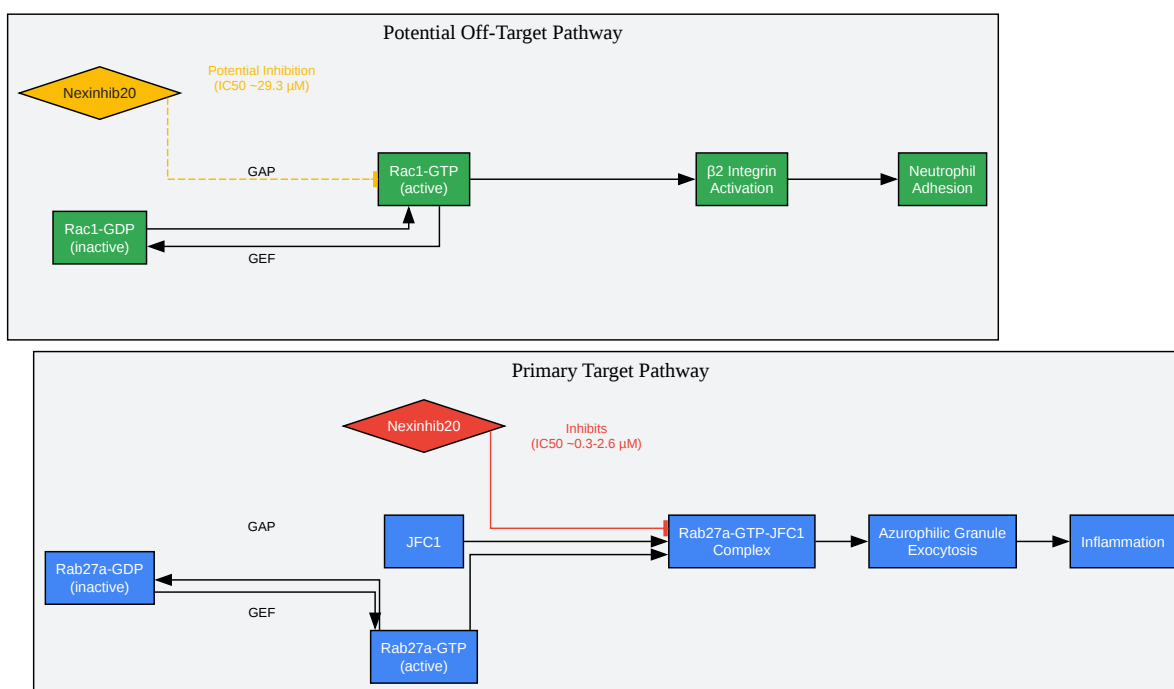 Potential Off-Target Pathway
Nexinhib20
Potential Inhibition
(IC50 ~29.3 µM)
GAP
Rac1-GTP
(active)
β2 Integrin
Activation
Neutrophil
Adhesion
Rac1-GDP
(inactive)
GEF
Primary Target Pathway
Nexinhib20
Inhibits
(IC50 ~0.3-2.6 µM)
GAP
JFC1
Rab27a-GTP-JFC1
Complex
Azurophilic Granule
Exocytosis
Inflammation
Rab27a-GDP
(inactive)
GEF
Rab27a-GTP
(active)